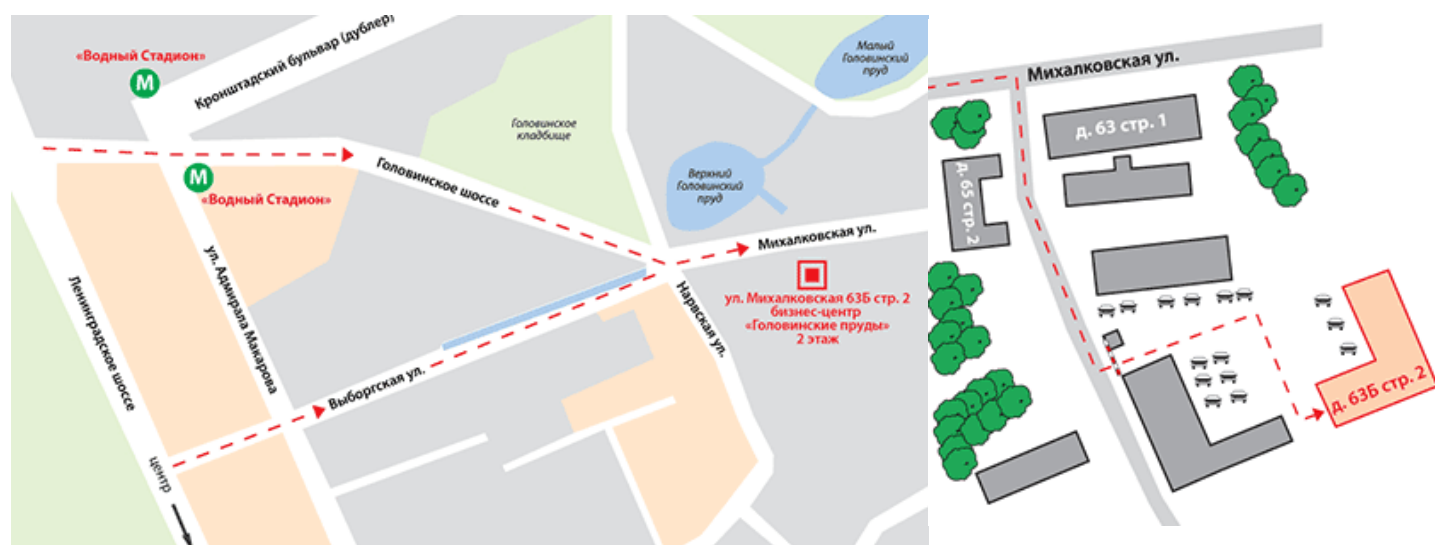 «Водный Стадион»
М
Кронштадский бульвар (дублер)
Малый
Головинский
пруд
Головинское
кладбище
Головинское шоссе
М
«Водный Стадион»
Верхний
Головинский
пруд
Михалковская ул.
ул. Михалковская 63Б стр. 2
бизнес-центр
«Головинские пруды»
2 этаж
Ленинградское шоссе
ул. Адмирала Макарова
Нарвская ул.
Выборгская ул.
центр
Михалковская ул.
д. 63 стр. 1
д. 65 стр. 2
д. 63Б стр. 2